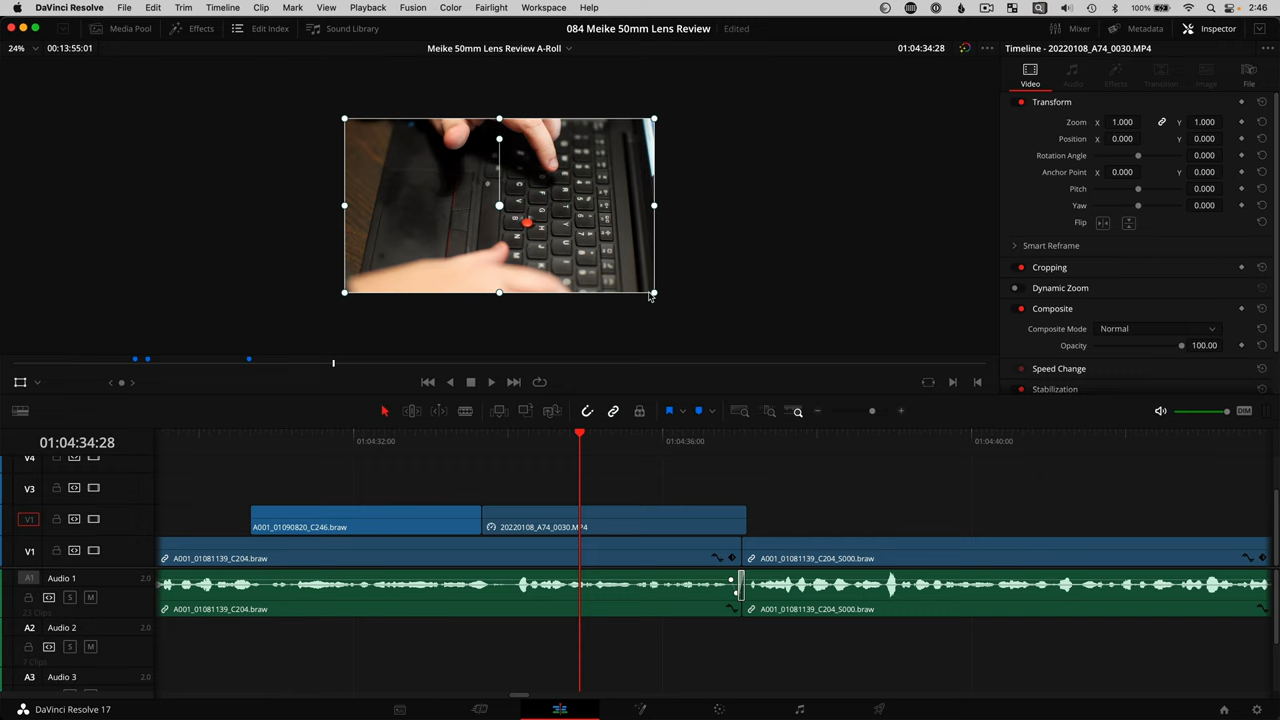 DaVinci Resolve File Edit Trim Timeline Clip Mark View Playback Fusion Color Fairlight Workspace Help 100% 2:46
Media Pool Effects Edit Index Sound Library 084 Meike 50mm Lens Review Edited Mixer Metadata Inspector
24% 00:13:55:01 Meike 50mm Lens Review A-Roll 01:04:34:28 Timeline - 20220108_A74_0030.MP4
Video Audio Effects Transition Image File
Transform
Zoom X 1.000 Y 1.000
Position X 0.000 Y 0.000
Rotation Angle 0.000
Anchor Point X 0.000 Y 0.000
Pitch 0.000
Yaw 0.000
Flip
Smart Reframe
Cropping
Dynamic Zoom
Composite
Composite Mode Normal
Opacity 100.00
Speed Change
Stabilization
DIM
01:04:34:28 01:04:32:00 01:04:36:00 01:04:40:00
V4
V3
V1 A001_01090820_C246.braw 20220108_A74_0030.MP4
V1 A001_01081139_C204.braw A001_01081139_C204_S000.braw
A1 Audio 1 2.0
S M
23 Clips A001_01081139_C204.braw A001_01081139_C204_S000.braw
A2 Audio 2 2.0
S M
7 Clips
A3 Audio 3 2.0
DaVinci Resolve 17